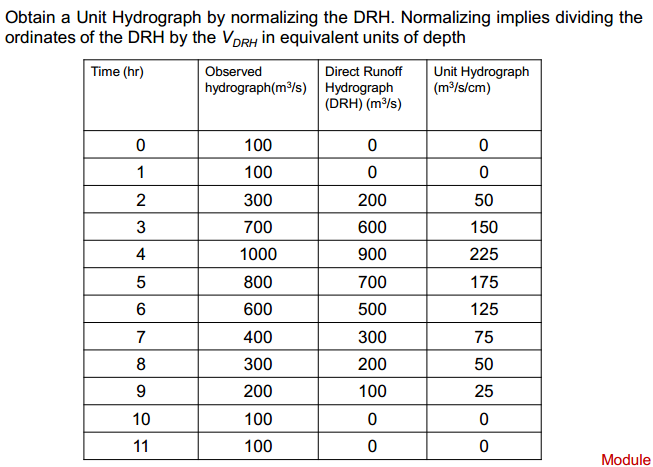 Obtain a Unit Hydrograph by normalizing the DRH. Normalizing implies dividing the
ordinates of the DRH by the VDRH in equivalent units of depth
Time (hr) Observed hydrograph(m³/s) Direct Runoff Hydrograph (DRH) (m³/s) Unit Hydrograph (m³/s/cm)
0 100 0 0
1 100 0 0
2 300 200 50
3 700 600 150
4 1000 900 225
5 800 700 175
6 600 500 125
7 400 300 75
8 300 200 50
9 200 100 25
10 100 0 0
11 100 0 0
Module